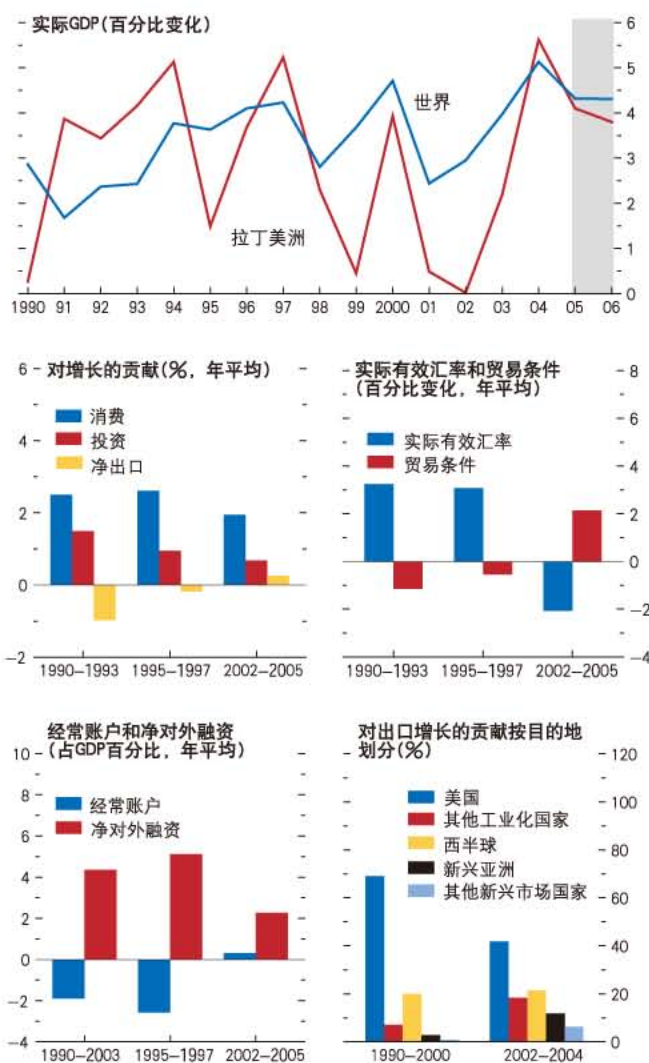 实际GDP(百分比变化)
6
5
4
3
2
1
0
世界
拉丁美洲
1990 91 92 93 94 95 96 97 98 99 2000 01 02 03 04 05 06
对增长的贡献(%, 年平均)
6
4
2
0
−2
消费
投资
净出口
1990–1993 1995–1997 2002–2005
实际有效汇率和贸易条件
(百分比变化, 年平均)
8
6
4
2
0
−2
−4
实际有效汇率
贸易条件
1990–1993 1995–1997 2002–2005
经常账户和净对外融资
(占GDP百分比, 年平均)
10
8
6
4
2
0
−2
−4
经常账户
净对外融资
1990–2003 1995–1997 2002–2005
对出口增长的贡献按目的地
划分(%)
120
100
80
60
40
20
0
美国
其他工业化国家
西半球
新兴亚洲
其他新兴市场国家
1990–2000 2002–2004